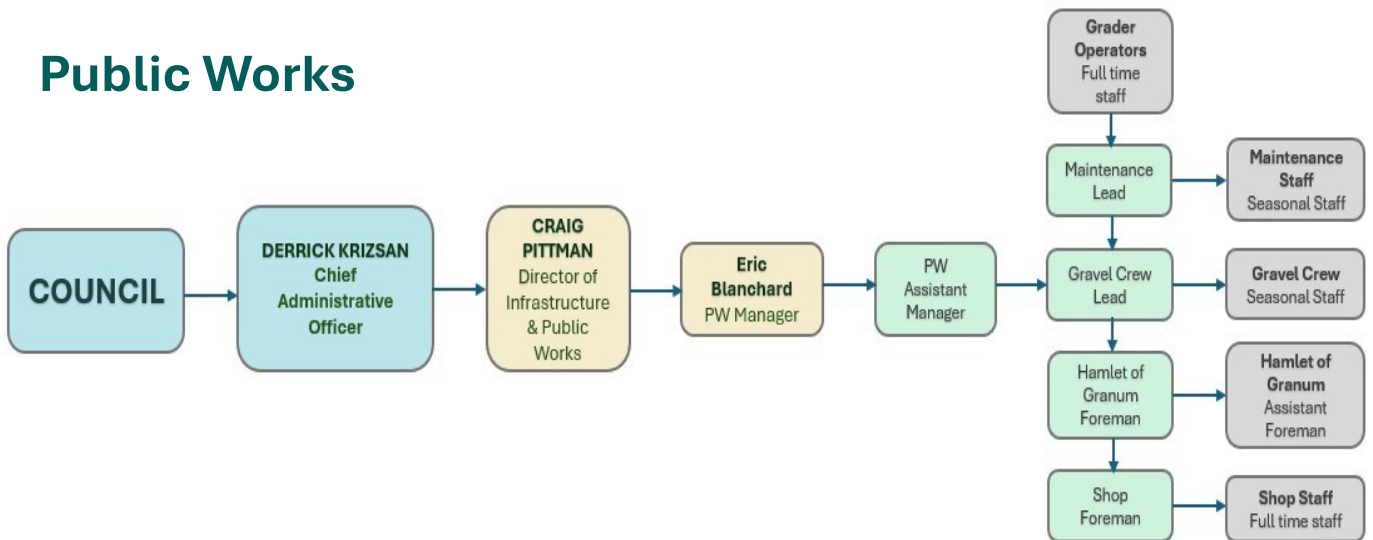 Public Works
COUNCIL
DERRICK KRIZSAN
Chief
Administrative
Officer
CRAIG
PITTMAN
Director of
Infrastructure
& Public
Works
Eric
Blanchard
PW Manager
PW
Assistant
Manager
Grader
Operators
Full time
staff
Maintenance
Lead
Maintenance
Staff
Seasonal Staff
Gravel Crew
Lead
Gravel Crew
Seasonal Staff
Hamlet of
Granum
Foreman
Hamlet of
Granum
Assistant
Foreman
Shop
Foreman
Shop Staff
Full time staff